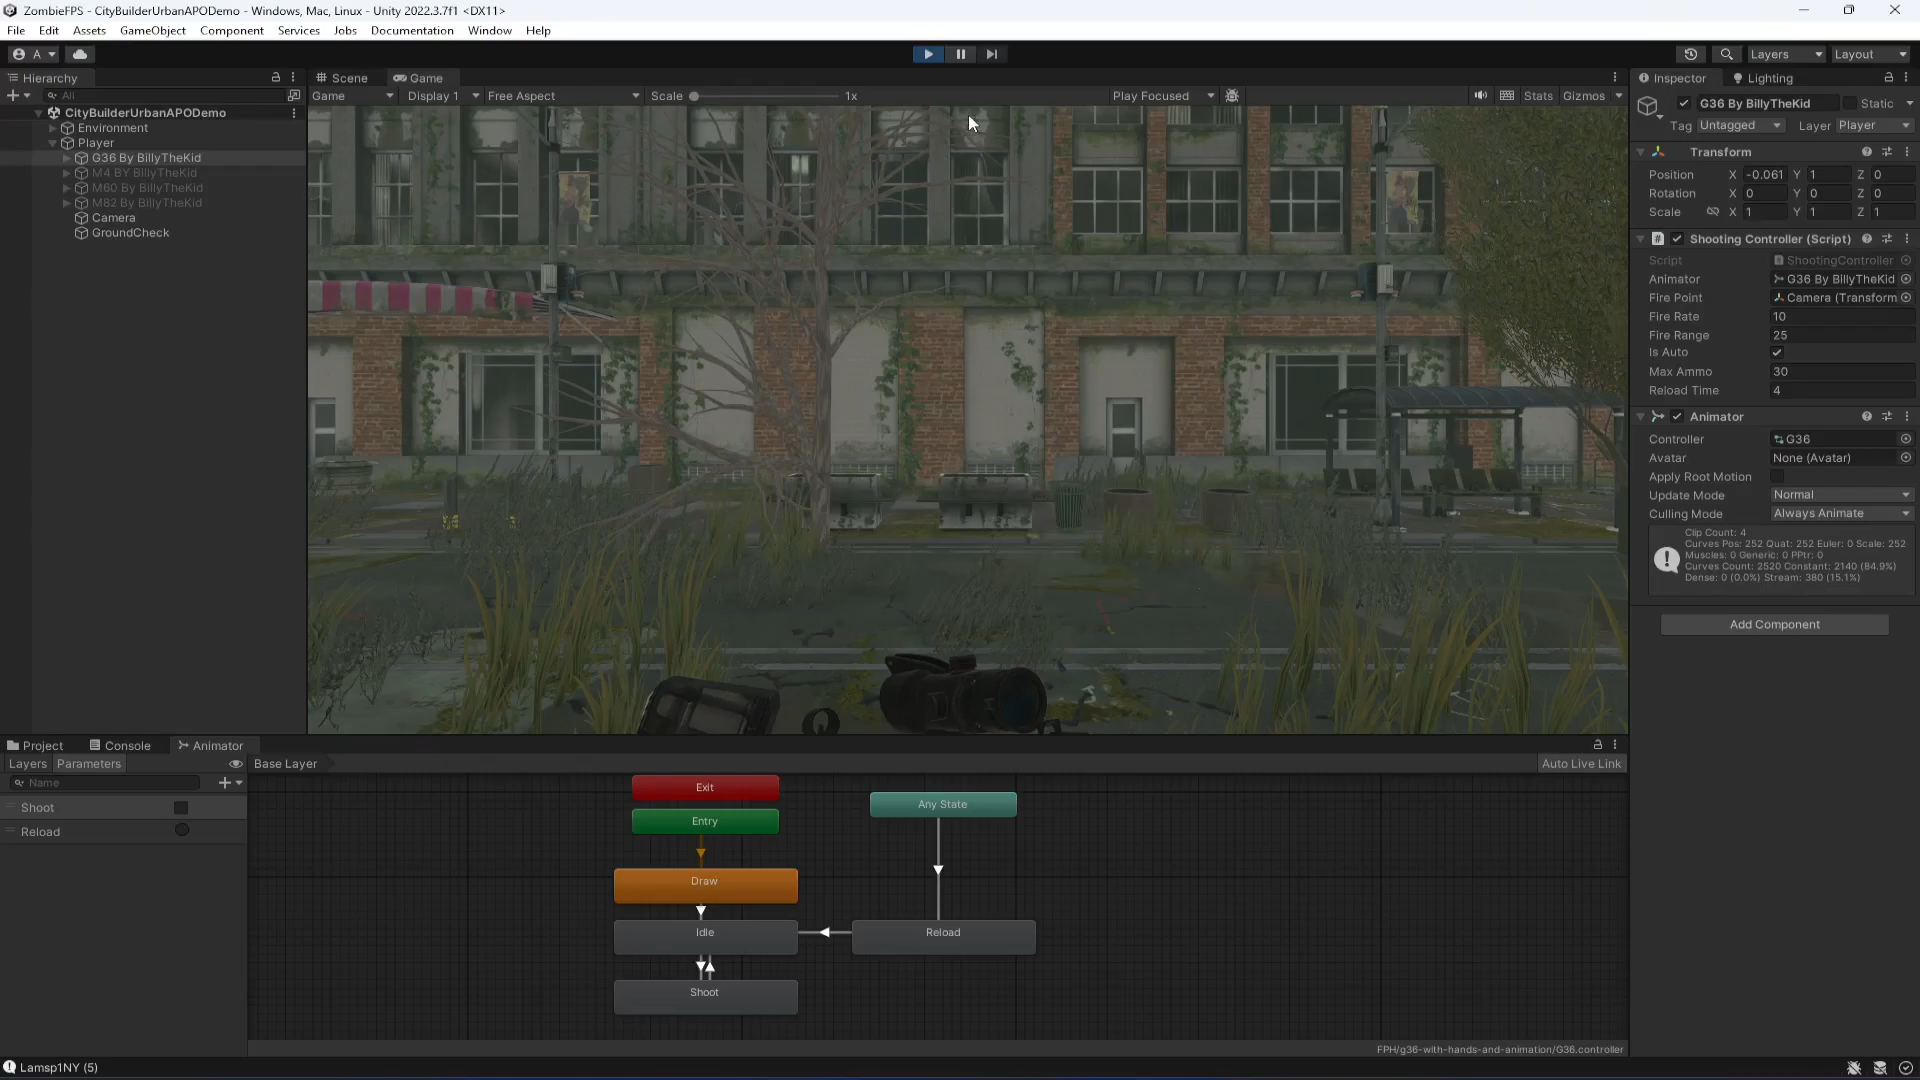 ZombieFPS - CityBuilderUrbanAPODemo - Windows, Mac, Linux - Unity 2022.3.7f1 <DX11>
File Edit Assets GameObject Component Services Jobs Documentation Window Help
A Layers Layout
Hierarchy
All
CityBuilderUrbanAPODemo
Environment
Player
G36 By BillyTheKid
M4 BY BillyTheKid
M60 By BillyTheKid
M82 By BillyTheKid
Camera
GroundCheck
Scene Game
Game Display 1 Free Aspect Scale 1x Play Focused Stats Gizmos
Inspector Lighting
G36 By BillyTheKid Static
Tag Untagged Layer Player
Transform
Position X -0.061 Y 1 Z 0
Rotation X 0 Y 0 Z 0
Scale X 1 Y 1 Z 1
# Shooting Controller (Script)
Script ShootingController
Animator G36 By BillyTheKid
Fire Point Camera (Transform
Fire Rate 10
Fire Range 25
Is Auto
Max Ammo 30
Reload Time 4
Animator
Controller G36
Avatar None (Avatar)
Apply Root Motion
Update Mode Normal
Culling Mode Always Animate
Clip Count: 4
Curves Pos: 252 Quat: 252 Euler: 0 Scale: 252
Muscles: 0 Generic: 0 PPtr: 0
Curves Count: 2520 Constant: 2140 (84.9%)
Dense: 0 (0.0%) Stream: 380 (15.1%)
Add Component
Project Console Animator
Layers Parameters Base Layer Auto Live Link
Name
Shoot
Reload
Exit
Entry
Any State
Draw
Idle
Reload
Shoot
FPH/g36-with-hands-and-animation/G36.controller
Lamsp1NY (5)